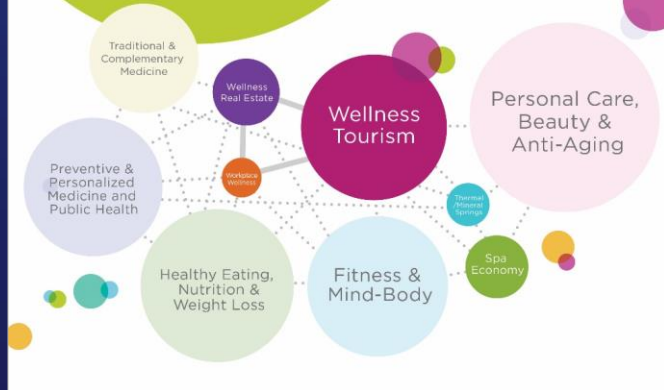 Traditional &
Complementary
Medicine
Wellness
Real Estate
Wellness
Tourism
Personal Care,
Beauty &
Anti-Aging
Preventive &
Personalized
Medicine and
Public Health
Workplace
Wellness
Thermal
/Mineral
Springs
Healthy Eating,
Nutrition &
Weight Loss
Fitness &
Mind-Body
Spa
Economy